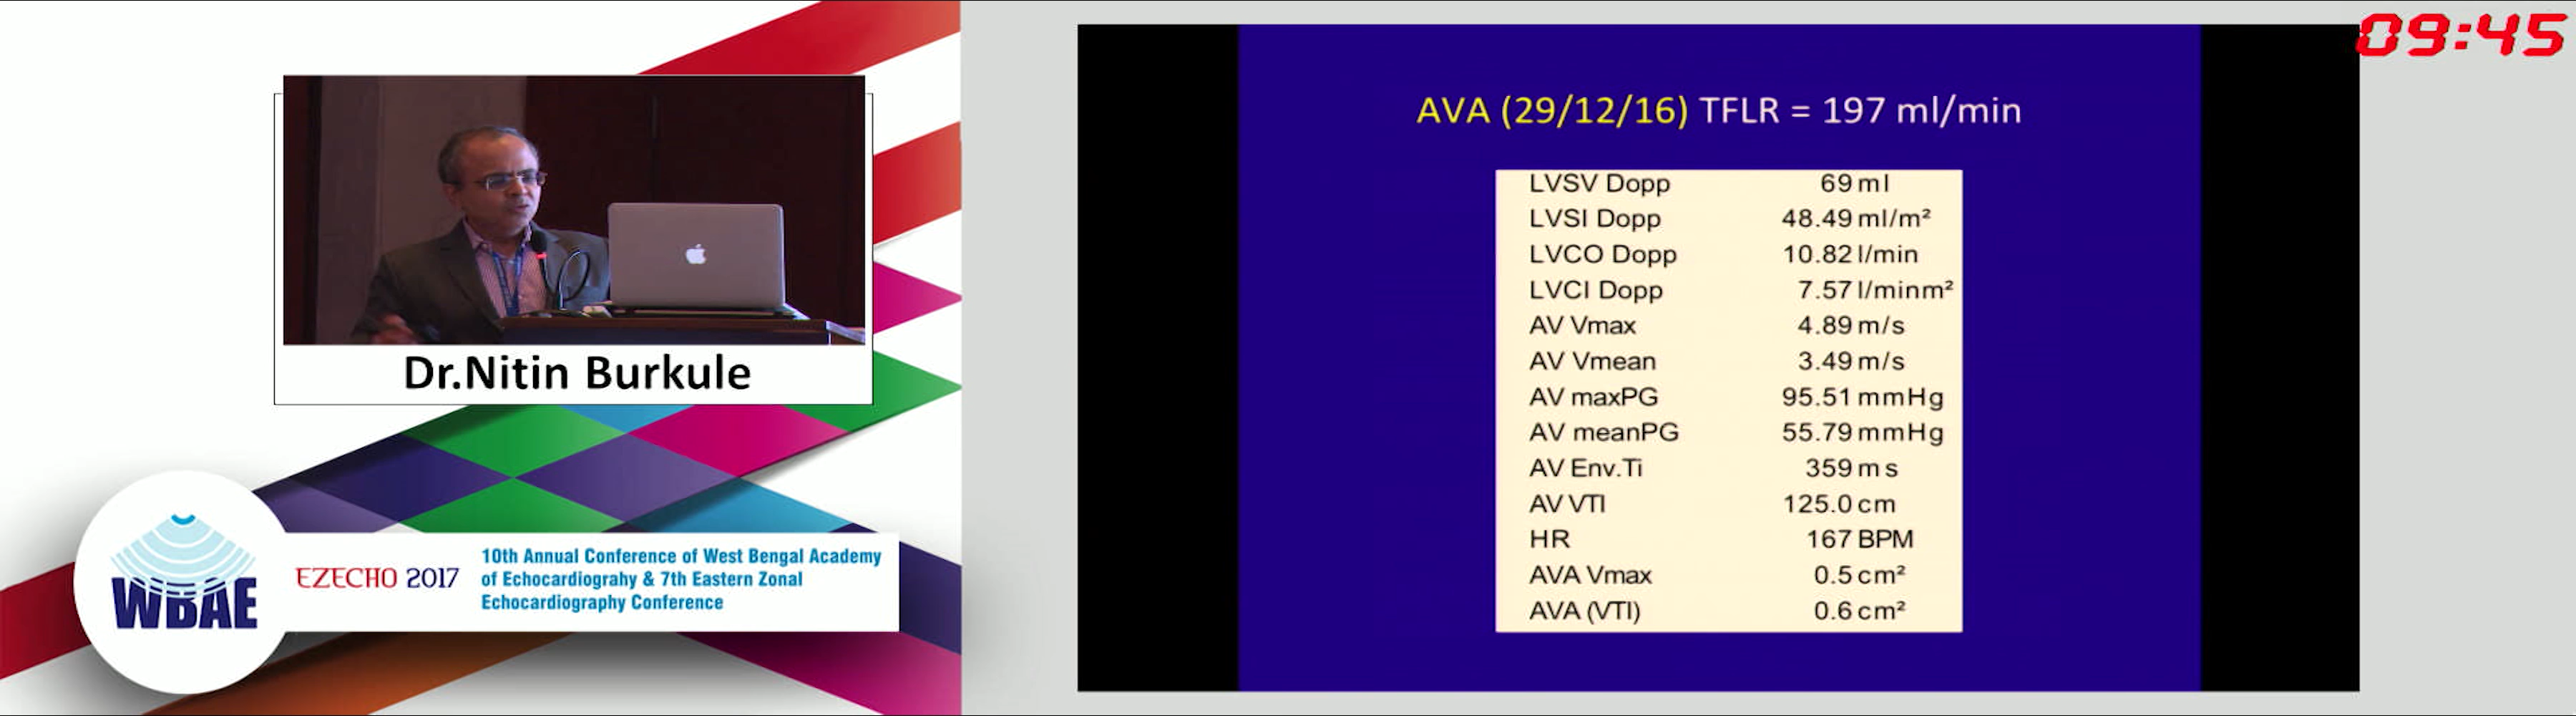 Dr.Nitin Burkule
WBAE
EZECHO 2017
10th Annual Conference of West Bengal Academy
of Echocardiograhy & 7th Eastern Zonal
Echocardiography Conference
09:45
AVA (29/12/16) TFLR = 197 ml/min
LVSV Dopp 69 ml
LVSI Dopp 48.49 ml/m²
LVCO Dopp 10.82 l/min
LVCI Dopp 7.57 l/minm²
AV Vmax 4.89 m/s
AV Vmean 3.49 m/s
AV maxPG 95.51 mmHg
AV meanPG 55.79 mmHg
AV Env.Ti 359 ms
AV VTI 125.0 cm
HR 167 BPM
AVA Vmax 0.5 cm²
AVA (VTI) 0.6 cm²